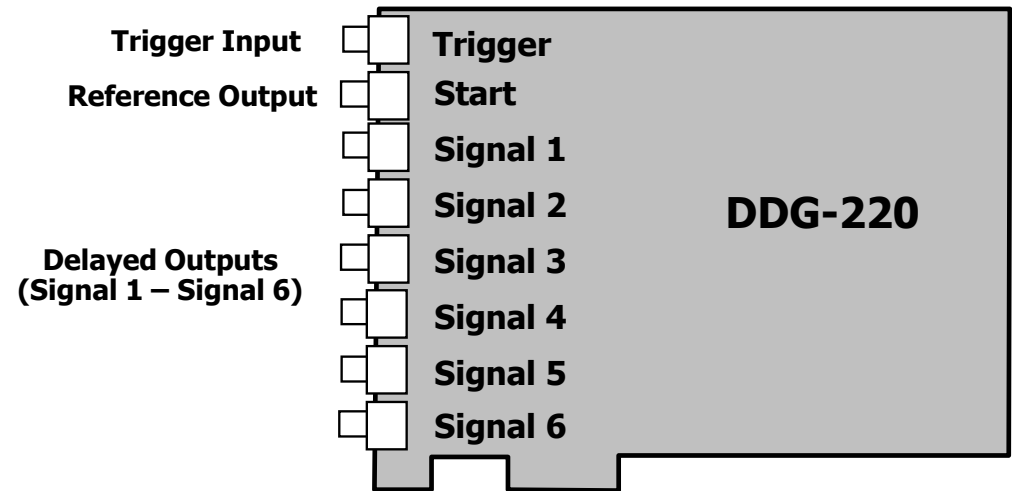 Trigger Input
Reference Output
Delayed Outputs
(Signal 1 – Signal 6)
Trigger
Start
Signal 1
Signal 2
Signal 3
Signal 4
Signal 5
Signal 6
DDG-220